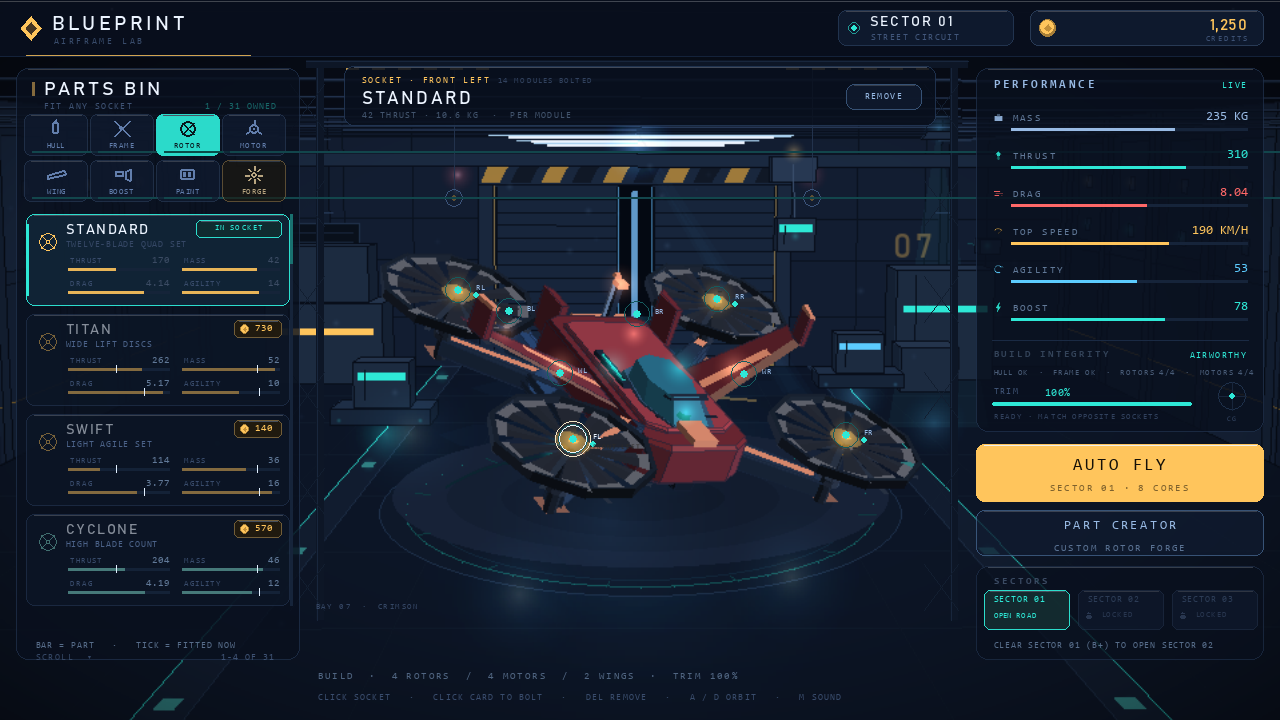 BLUEPRINT
AIRFRAME LAB
SECTOR 01
STREET CIRCUIT
1,250
CREDITS
PARTS BIN
FIT ANY SOCKET
1 / 31 OWNED
HULL
FRAME
ROTOR
MOTOR
WING
BOOST
PAINT
FORGE
STANDARD
IN SOCKET
TWELVE-BLADE QUAD SET
THRUST 170 MASS 42
DRAG 4.14 AGILITY 14
TITAN
730
WIDE LIFT DISCS
THRUST 262 MASS 52
DRAG 5.17 AGILITY 10
SWIFT
140
LIGHT AGILE SET
THRUST 114 MASS 36
DRAG 3.77 AGILITY 16
CYCLONE
570
HIGH BLADE COUNT
THRUST 204 MASS 46
DRAG 4.19 AGILITY 12
BAR = PART · TICK = FITTED NOW
SCROLL
1-4 OF 31
SOCKET · FRONT LEFT 14 MODULES BOLTED
STANDARD
42 THRUST · 10.6 KG · PER MODULE
REMOVE
07
RL
BL
BR
RR
WR
FL
FR
BAY 07 · CRIMSON
BUILD · 4 ROTORS / 4 MOTORS / 2 WINGS · TRIM 100%
CLICK SOCKET · CLICK CARD TO BOLT · DEL REMOVE · A / D ORBIT · M SOUND
PERFORMANCE
LIVE
MASS 235 KG
THRUST 310
DRAG 8.04
TOP SPEED 190 KM/H
AGILITY 53
BOOST 78
BUILD INTEGRITY
AIRWORTHY
HULL OK · FRAME OK · ROTORS 4/4 · MOTORS 4/4
TRIM 100%
READY · MATCH OPPOSITE SOCKETS
CG
AUTO FLY
SECTOR 01 · 8 CORES
PART CREATOR
CUSTOM ROTOR FORGE
SECTORS
SECTOR 01
OPEN ROAD
SECTOR 02
LOCKED
SECTOR 03
LOCKED
CLEAR SECTOR 01 (B+) TO OPEN SECTOR 02